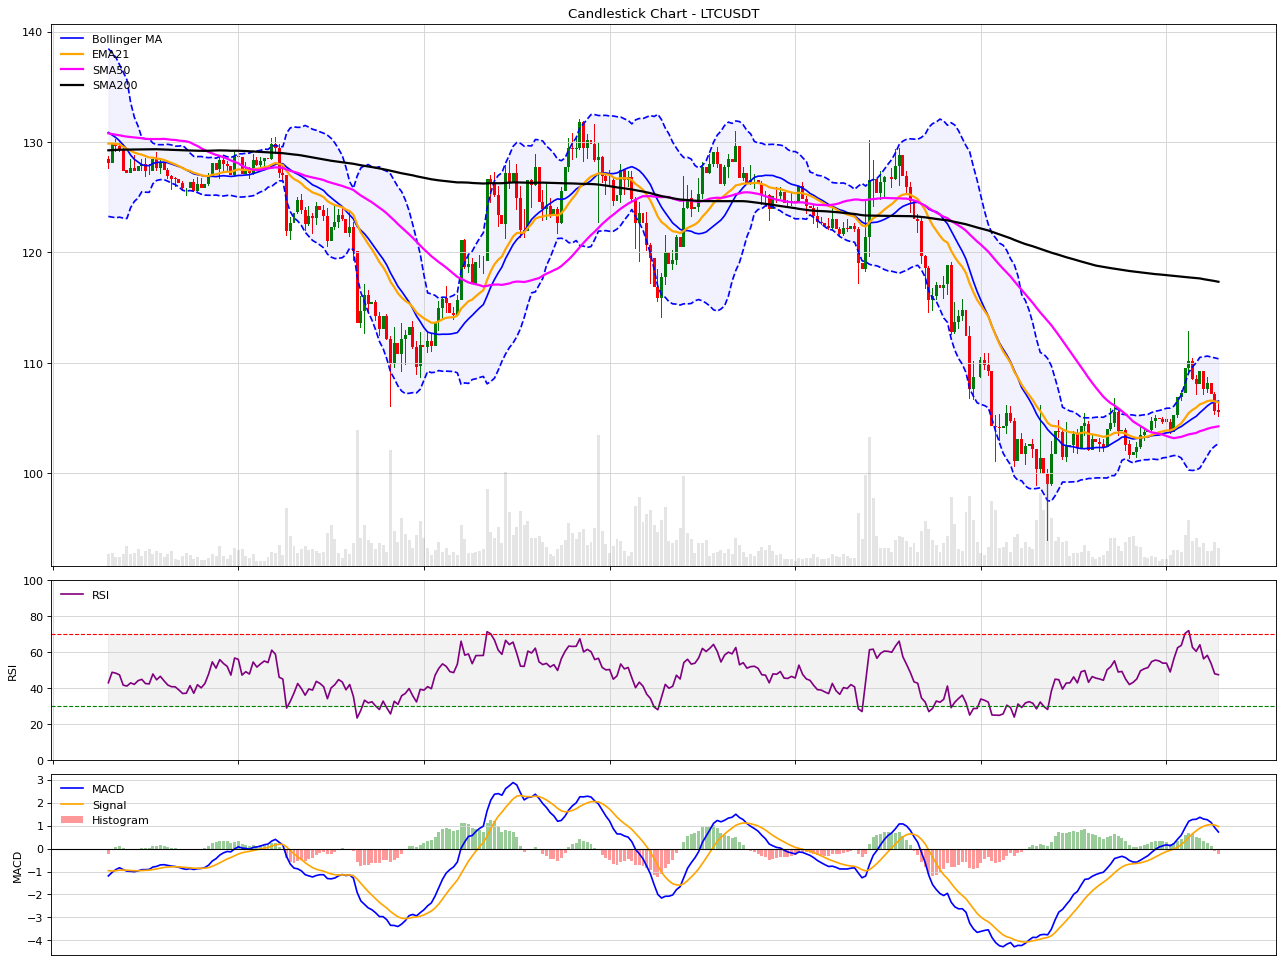 Candlestick Chart - LTCUSDT
Bollinger MA
EMA21
SMA50
SMA200
140
130
120
110
100
RSI
100
80
60
40
20
0
RSI
MACD
Signal
Histogram
3
2
1
0
−1
−2
−3
−4
MACD